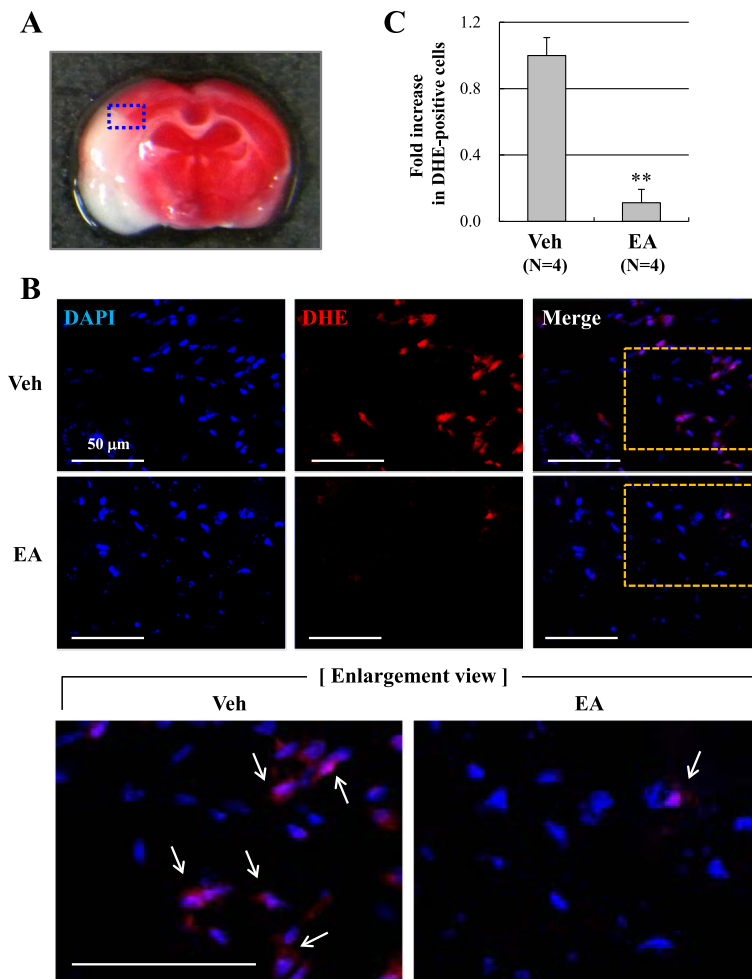 A
C
Fold increase
in DHE-positive cells
1.2
0.8
0.4
0.0
**
Veh
EA
(N=4)
(N=4)
B
DAPI
DHE
Merge
Veh
50 μm
EA
[ Enlargement view ]
Veh
EA